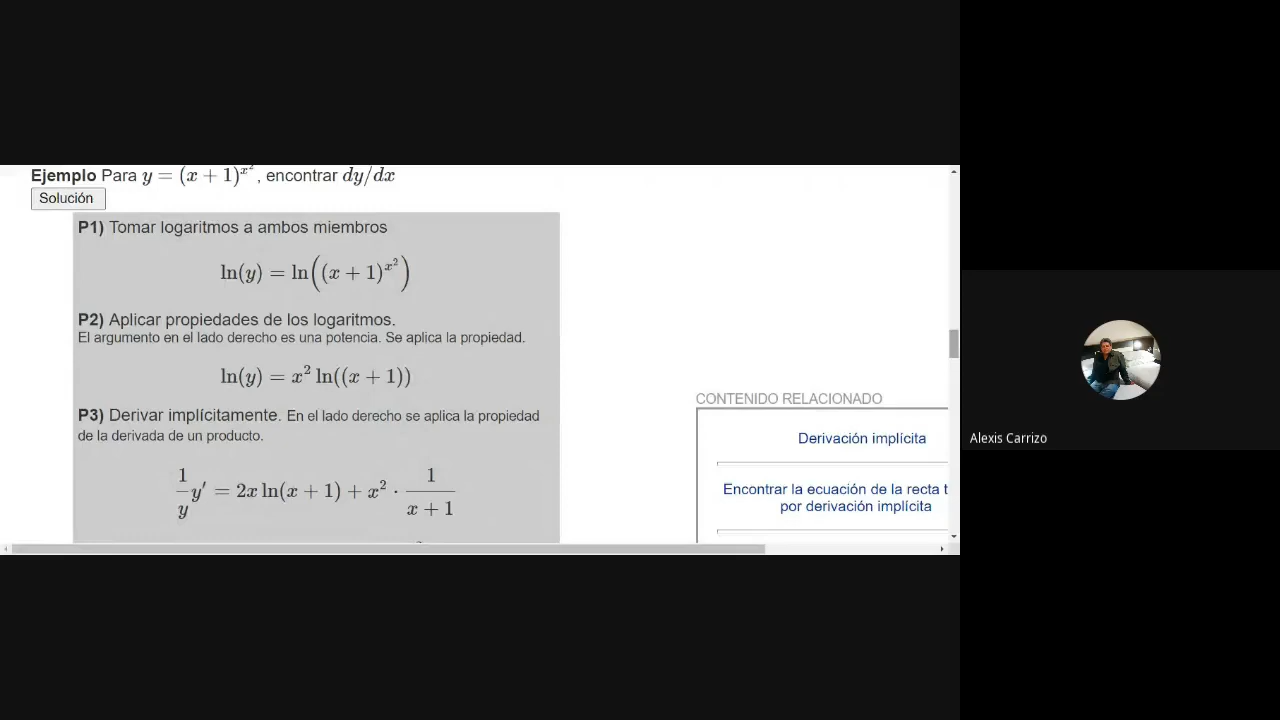 Ejemplo Para y = (x + 1)^{x^2}, encontrar dy/dx
Solución
P1) Tomar logaritmos a ambos miembros
ln(y) = ln((x + 1)^{x^2})
P2) Aplicar propiedades de los logaritmos.
El argumento en el lado derecho es una potencia. Se aplica la propiedad.
ln(y) = x^2 ln((x + 1))
P3) Derivar implícitamente. En el lado derecho se aplica la propiedad
de la derivada de un producto.
\frac{1}{y} y' = 2x ln(x + 1) + x^2 · \frac{1}{x + 1}
CONTENIDO RELACIONADO
Derivación implícita
Encontrar la ecuación de la recta t
por derivación implícita
Alexis Carrizo